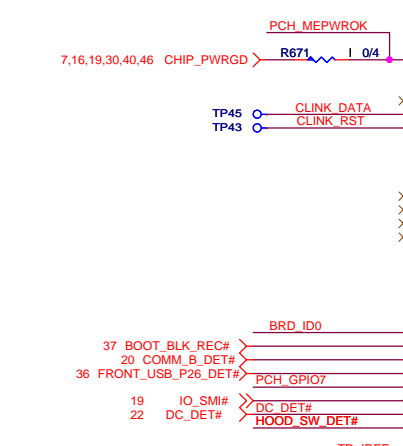 PCH_MEPWROK
7,16,19,30,40,46 CHIP_PWRGD R671 I 0/4
TP45 CLINK_DATA
TP43 CLINK_RST
BRD_ID0
37 BOOT_BLK_REC#
20 COMM_B_DET#
36 FRONT_USB_P26_DET#
PCH_GPIO7
19 IO_SMI#
DC_DET#
22 DC_DET#
HOOD_SW_DET#